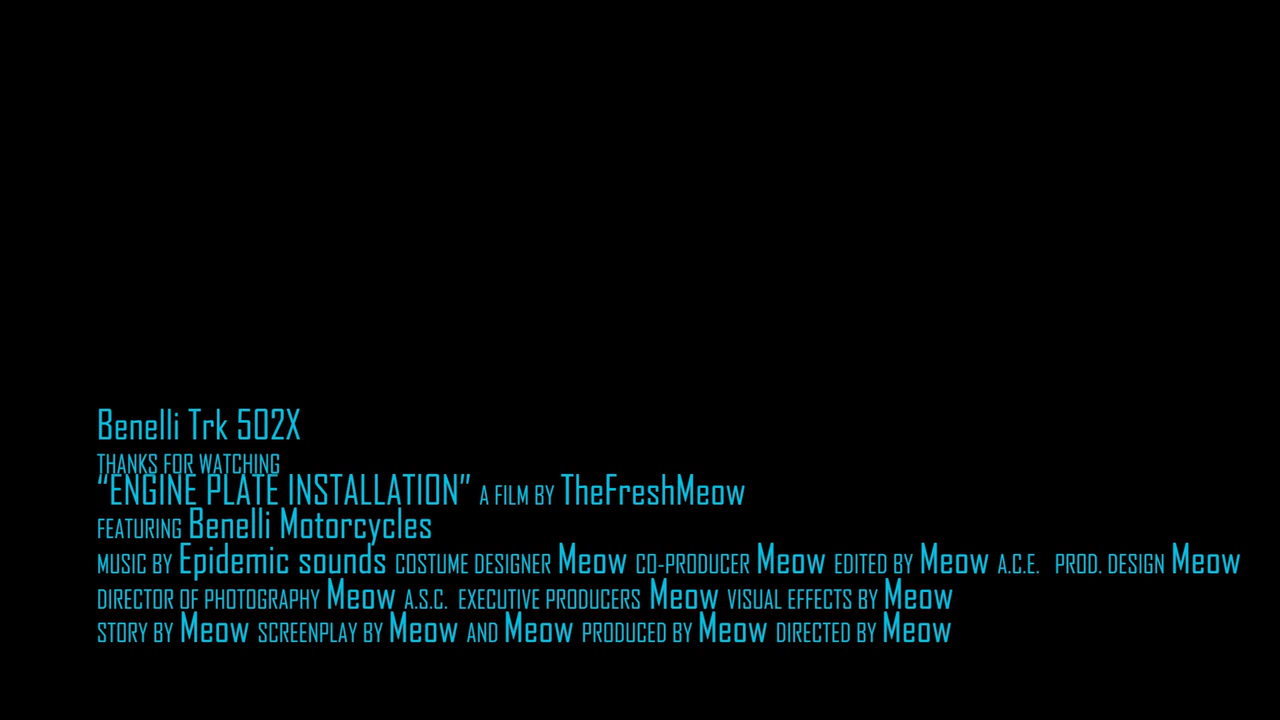 Benelli Trk 502X
THANKS FOR WATCHING
“ENGINE PLATE INSTALLATION” A FILM BY TheFreshMeow
FEATURING Benelli Motorcycles
MUSIC BY Epidemic sounds COSTUME DESIGNER Meow CO-PRODUCER Meow EDITED BY Meow A.C.E. PROD. DESIGN Meow
DIRECTOR OF PHOTOGRAPHY Meow A.S.C. EXECUTIVE PRODUCERS Meow VISUAL EFFECTS BY Meow
STORY BY Meow SCREENPLAY BY Meow AND Meow PRODUCED BY Meow DIRECTED BY Meow